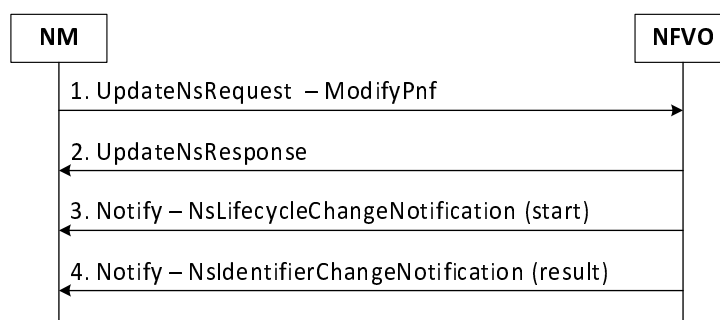 NM
NFVO
1. UpdateNsRequest – ModifyPnf
2. UpdateNsResponse
3. Notify – NsLifecycleChangeNotification (start)
4. Notify – NsIdentifierChangeNotification (result)